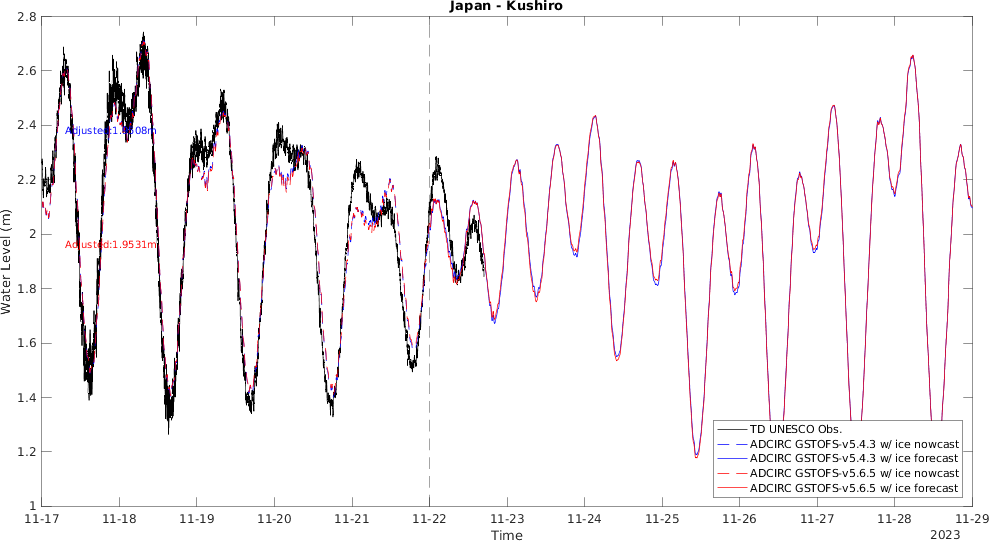 Japan - Kushiro
Water Level (m)
2.8
2.6
2.4
2.2
2
1.8
1.6
1.4
1.2
1
Adjusted:1.9531m
TD UNESCO Obs.
ADCIRC GSTOFS-v5.4.3 w/ ice nowcast
ADCIRC GSTOFS-v5.4.3 w/ ice forecast
ADCIRC GSTOFS-v5.6.5 w/ ice nowcast
ADCIRC GSTOFS-v5.6.5 w/ ice forecast
11-17 11-18 11-19 11-20 11-21 11-22 11-23 11-24 11-25 11-26 11-27 11-28 11-29
Time
2023